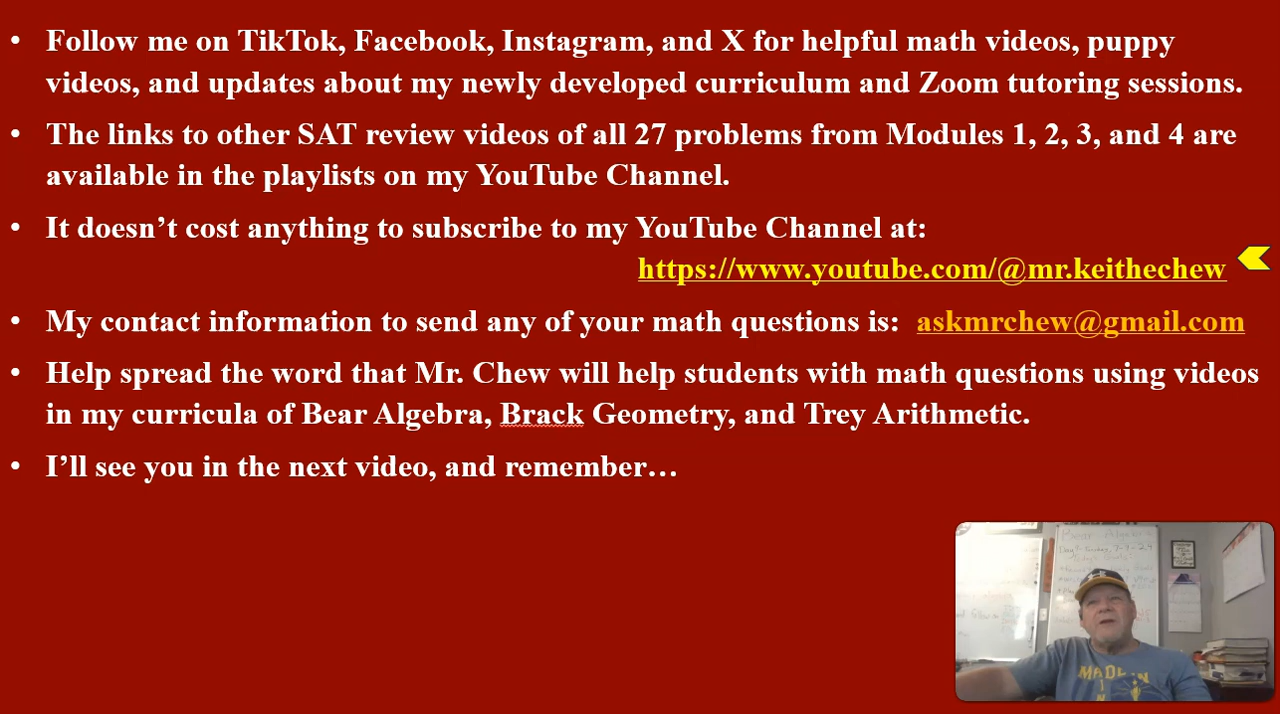 • Follow me on TikTok, Facebook, Instagram, and X for helpful math videos, puppy
videos, and updates about my newly developed curriculum and Zoom tutoring sessions.
• The links to other SAT review videos of all 27 problems from Modules 1, 2, 3, and 4 are
available in the playlists on my YouTube Channel.
• It doesn’t cost anything to subscribe to my YouTube Channel at:
https://www.youtube.com/@mr.keithechew
• My contact information to send any of your math questions is: askmrchew@gmail.com
• Help spread the word that Mr. Chew will help students with math questions using videos
in my curricula of Bear Algebra, Brack Geometry, and Trey Arithmetic.
• I’ll see you in the next video, and remember…
Bear Algebra
MADE IN
IN